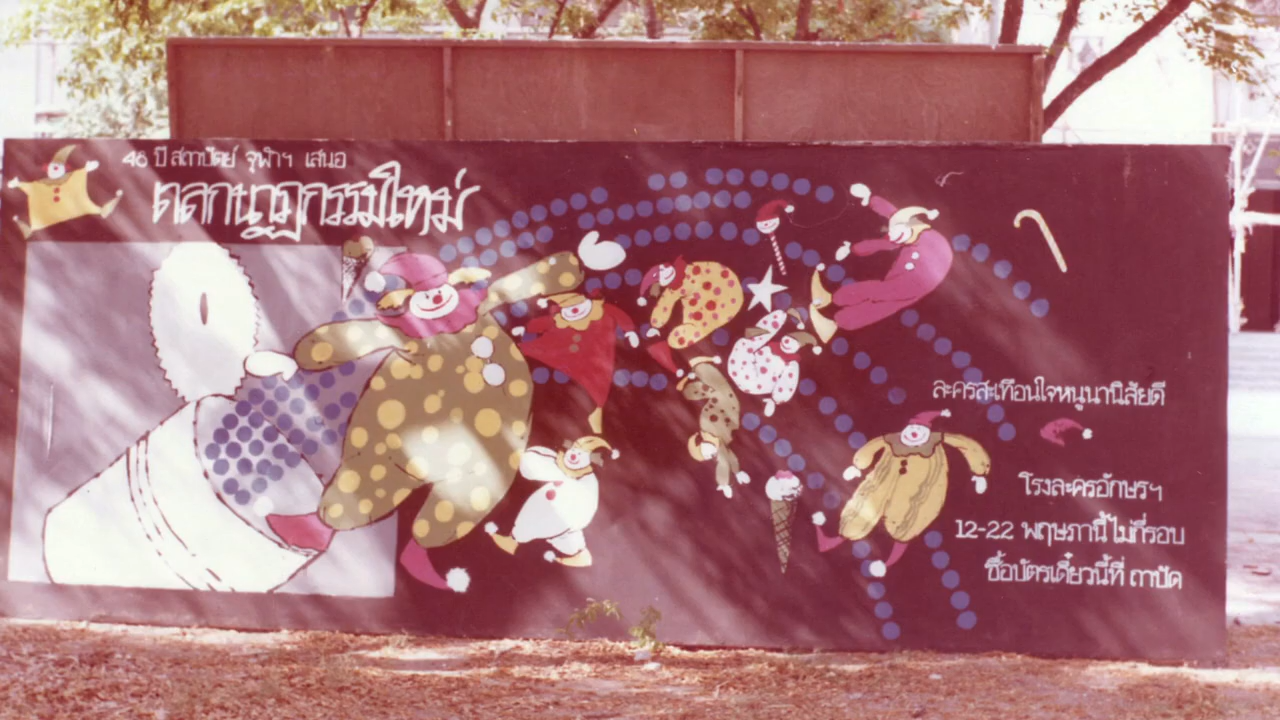 46 ปี สถาปัตย์ จุฬาฯ เสนอ
ตลกนาฏกรรมใหม่
ละครสะเทือนใจหนูนานิสัยดี
โรงละครอักษรฯ
12-22 พฤษภานี้ ไม่กี่รอบ
ซื้อบัตรเดี๋ยวนี้ที่ ถาปัด